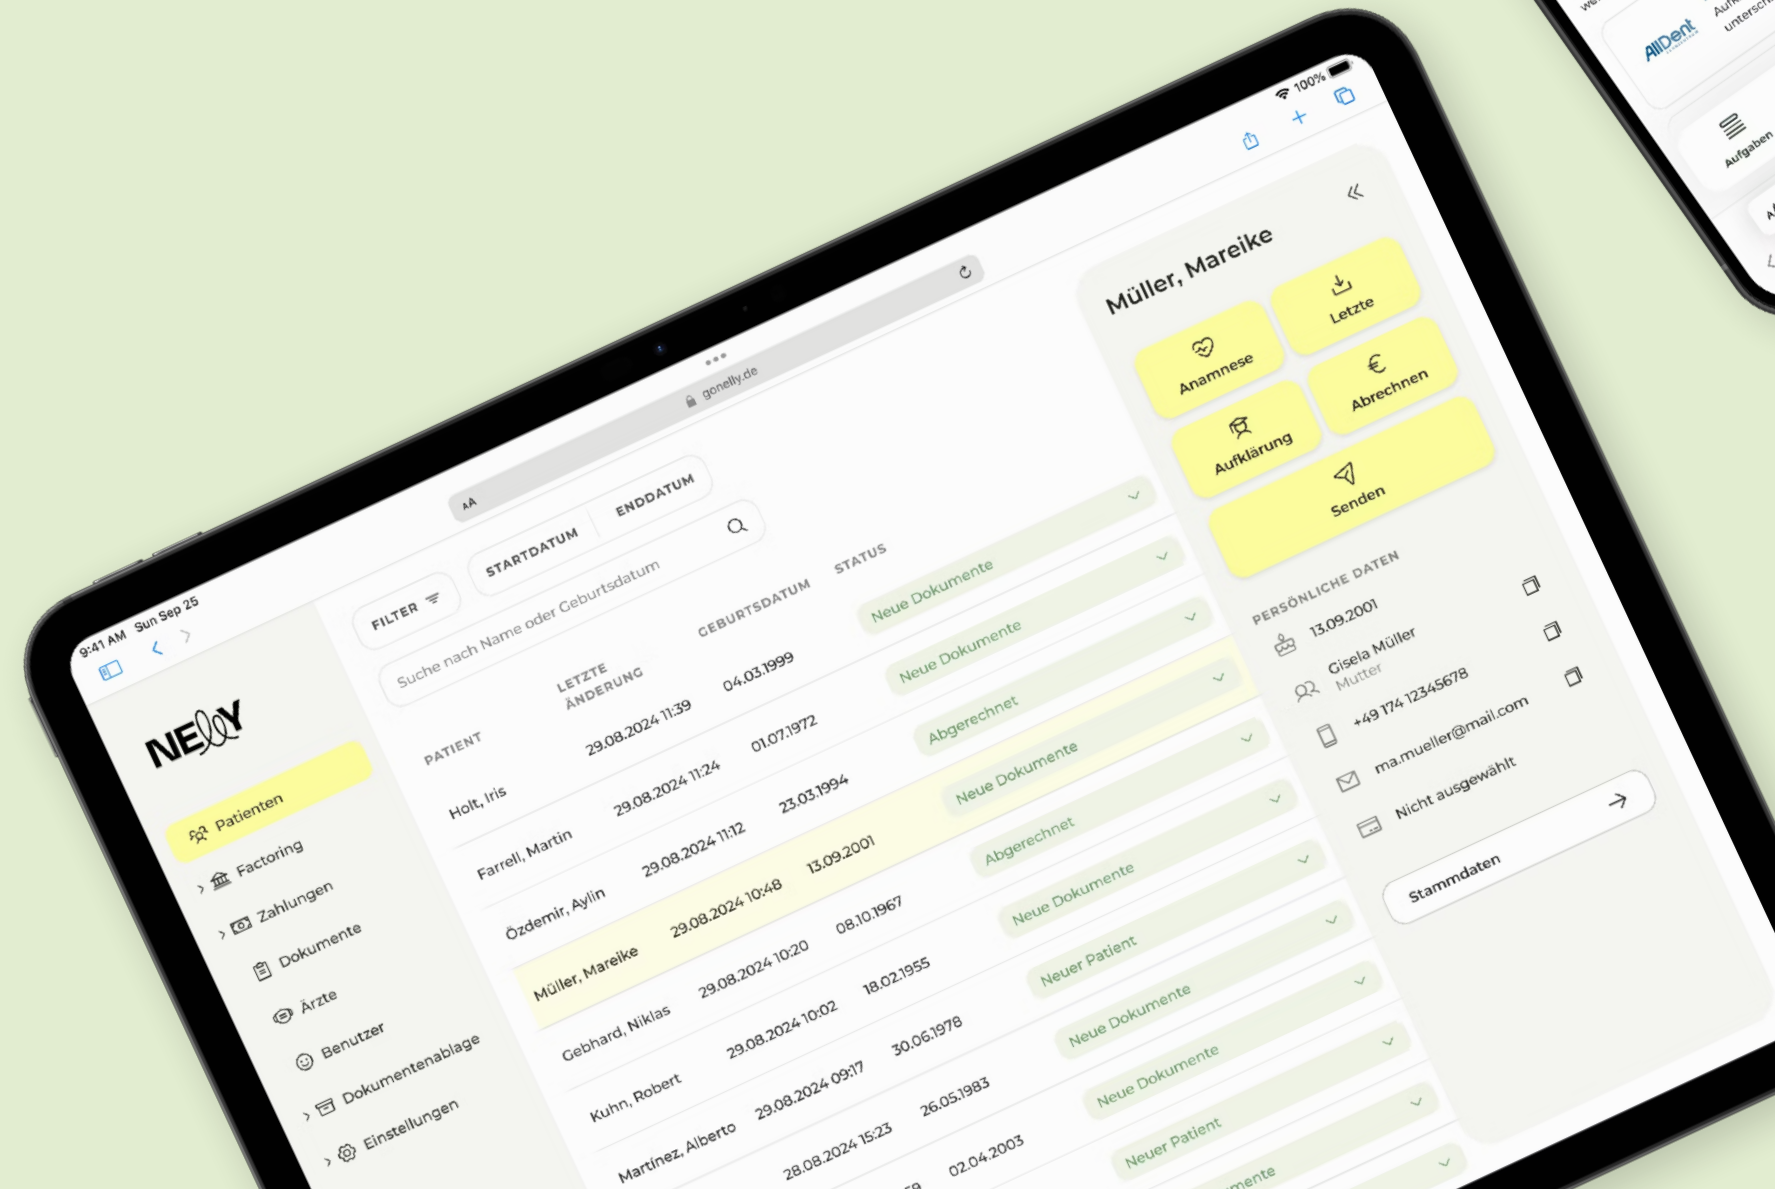 9:41 AM Sun Sep 25
100%
AA
gonelly.de
NELLY
Patienten
Factoring
Zahlungen
Dokumente
Ärzte
Benutzer
Dokumentenablage
Einstellungen
FILTER
STARTDATUM
ENDDATUM
Suche nach Name oder Geburtsdatum
PATIENT
LETZTE
ÄNDERUNG
GEBURTSDATUM
STATUS
Holt, Iris 29.08.2024 11:39 04.03.1999 Neue Dokumente
Farrell, Martin 29.08.2024 11:24 01.07.1972 Neue Dokumente
Özdemir, Aylin 29.08.2024 11:12 23.03.1994 Abgerechnet
Müller, Mareike 29.08.2024 10:48 13.09.2001 Neue Dokumente
Gebhard, Niklas 29.08.2024 10:20 08.10.1967 Abgerechnet
Kuhn, Robert 29.08.2024 10:02 18.02.1955 Neue Dokumente
Martínez, Alberto 29.08.2024 09:17 30.06.1978 Neuer Patient
28.08.2024 15:23 26.05.1983 Neue Dokumente
02.04.2003 Neue Dokumente
Neuer Patient
Müller, Mareike
Anamnese
Letzte
Aufklärung
Abrechnen
Senden
PERSÖNLICHE DATEN
13.09.2001
Gisela Müller
Mutter
+49 174 12345678
ma.mueller@mail.com
Nicht ausgewählt
Stammdaten
AllDent
Aufgaben